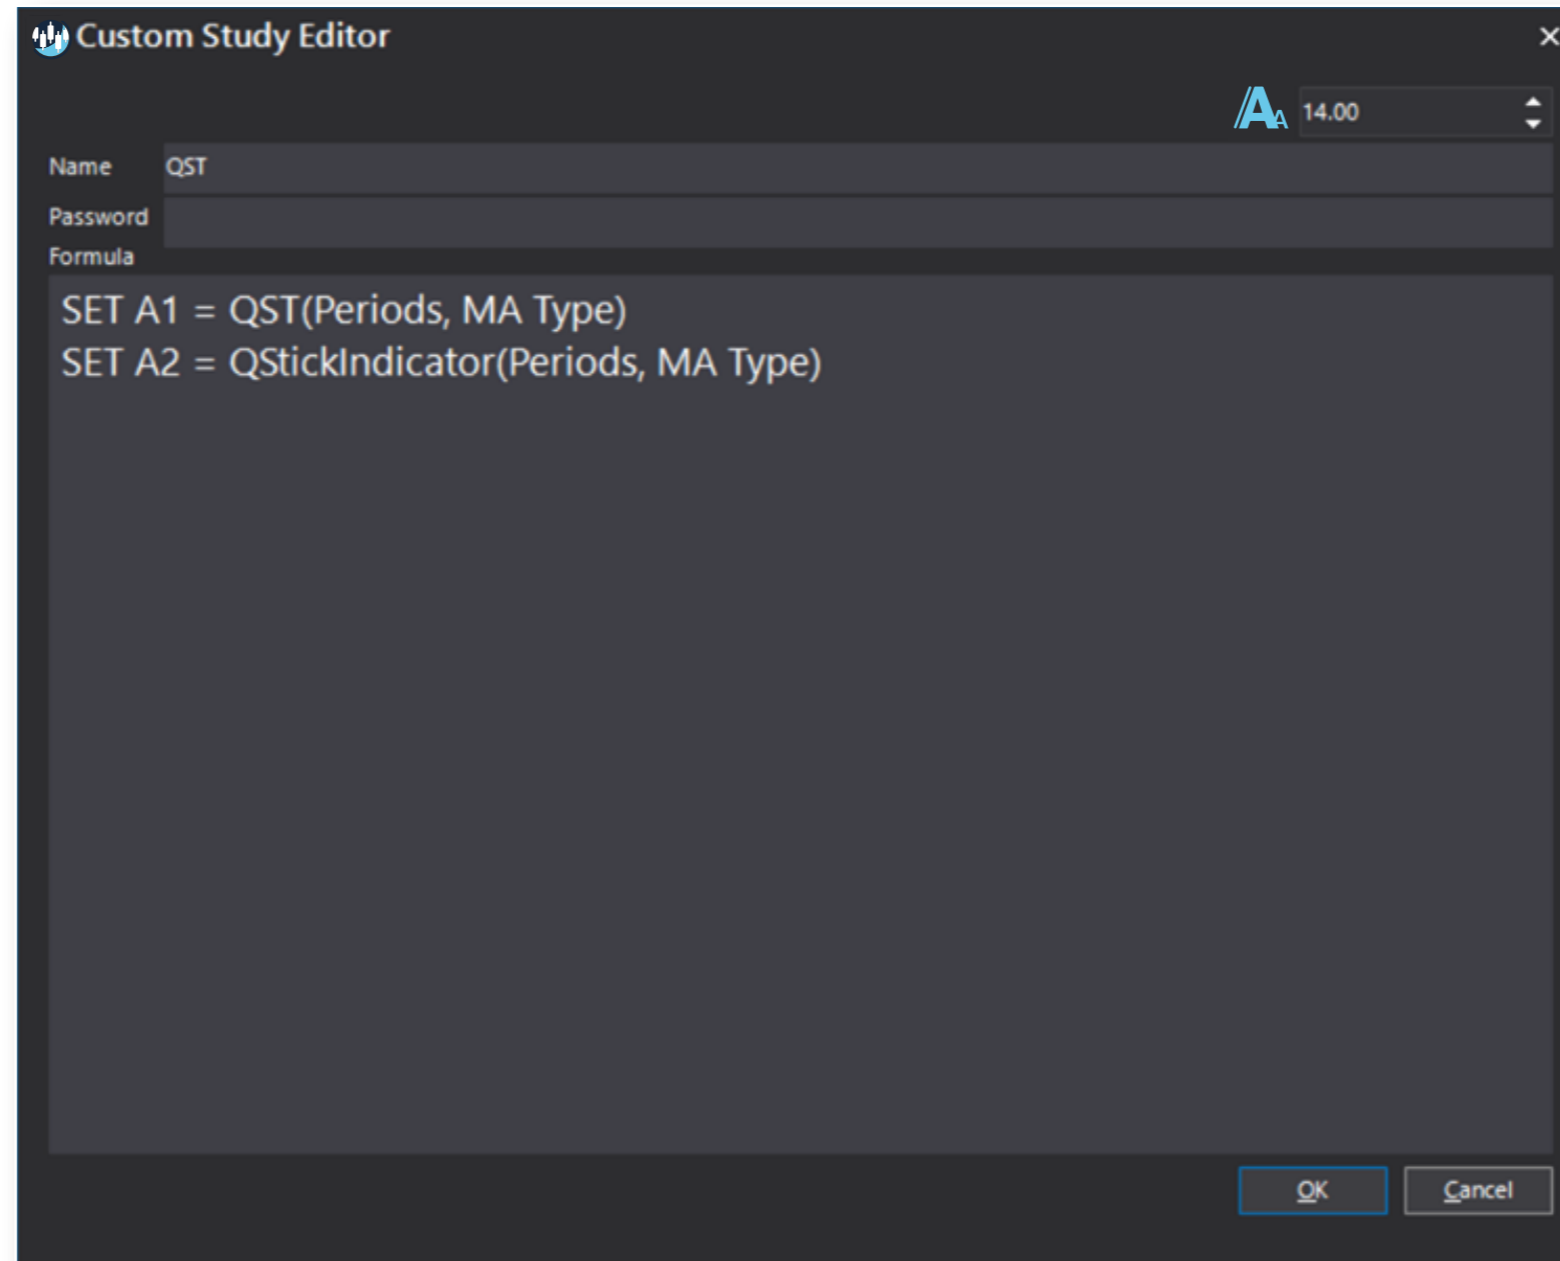 Custom Study Editor
AA 14.00
Name QST
Password
Formula
SET A1 = QST(Periods, MA Type)
SET A2 = QStickIndicator(Periods, MA Type)
OK Cancel